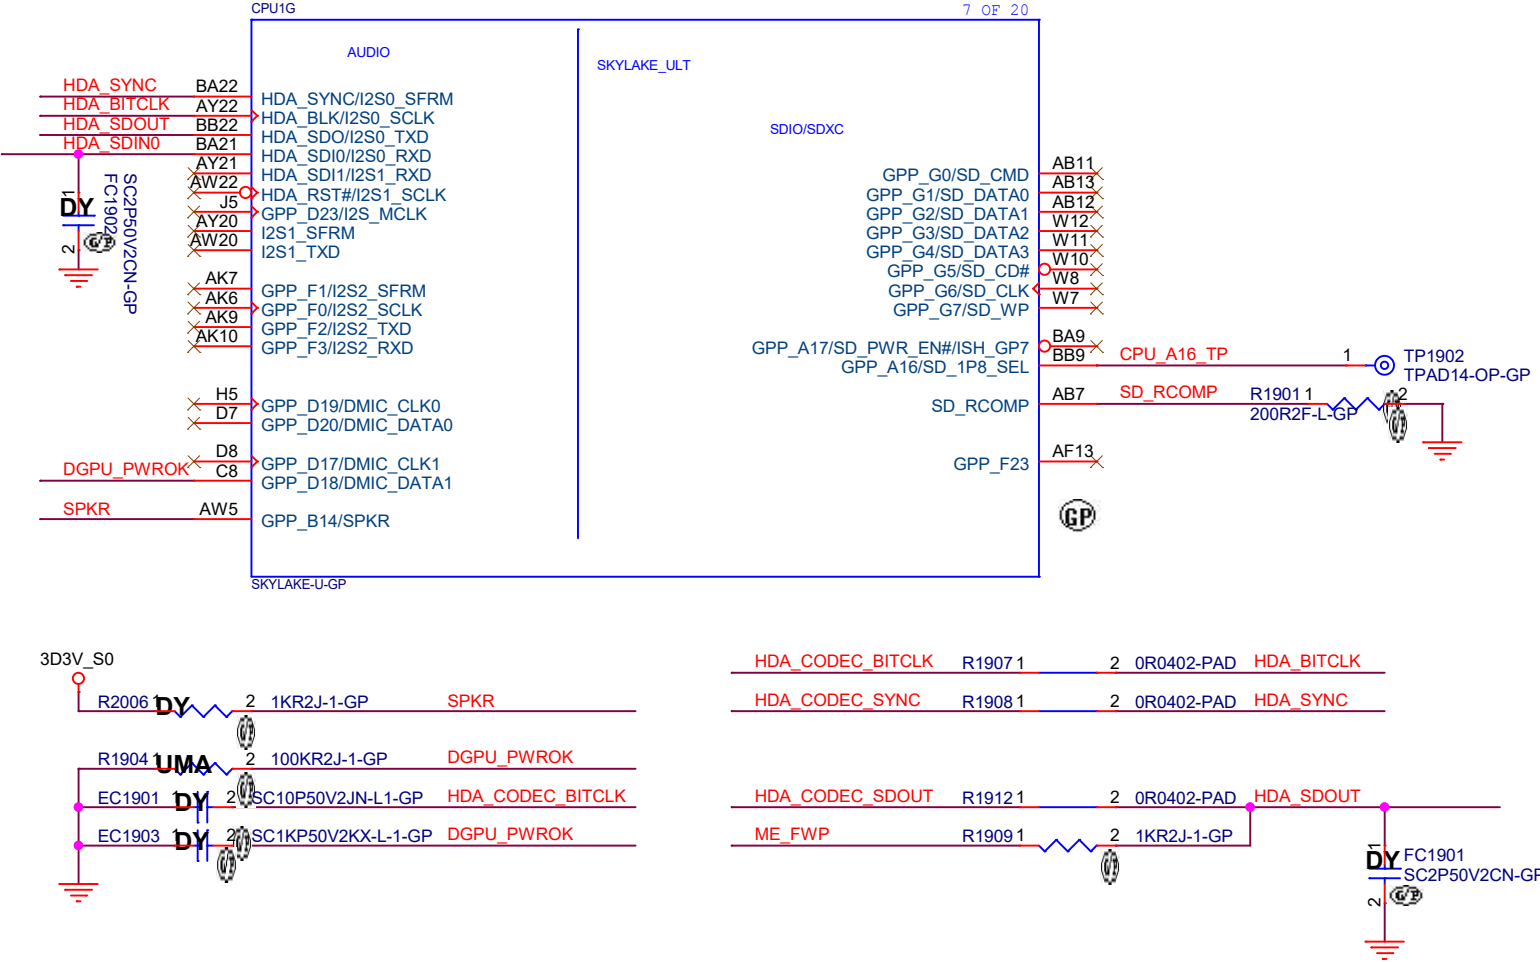 CPU1G
7 OF 20
AUDIO
SKYLAKE_ULT
SDIO/SDXC
HDA_SYNC BA22 HDA_SYNC/I2S0_SFRM
HDA_BITCLK AY22 HDA_BLK/I2S0_SCLK
HDA_SDOUT BB22 HDA_SDO/I2S0_TXD
HDA_SDIN0 BA21 HDA_SDI0/I2S0_RXD
AY21 HDA_SDI1/I2S1_RXD
AW22 HDA_RST#/I2S1_SCLK
J5 GPP_D23/I2S_MCLK
AY20 I2S1_SFRM
AW20 I2S1_TXD
AK7 GPP_F1/I2S2_SFRM
AK6 GPP_F0/I2S2_SCLK
AK9 GPP_F2/I2S2_TXD
AK10 GPP_F3/I2S2_RXD
H5 GPP_D19/DMIC_CLK0
D7 GPP_D20/DMIC_DATA0
D8 GPP_D17/DMIC_CLK1
DGPU_PWROK C8 GPP_D18/DMIC_DATA1
SPKR AW5 GPP_B14/SPKR
1
DY
2
FC1902
SC2P50V2CN-GP
G/P
GPP_G0/SD_CMD AB11
GPP_G1/SD_DATA0 AB13
GPP_G2/SD_DATA1 AB12
GPP_G3/SD_DATA2 W12
GPP_G4/SD_DATA3 W11
GPP_G5/SD_CD# W10
GPP_G6/SD_CLK W8
GPP_G7/SD_WP W7
GPP_A17/SD_PWR_EN#/ISH_GP7 BA9
GPP_A16/SD_1P8_SEL BB9 CPU_A16_TP 1 TP1902
TPAD14-OP-GP
SD_RCOMP AB7 SD_RCOMP R1901 1 2
200R2F-L-GP
GPP_F23 AF13
GP
SKYLAKE-U-GP
3D3V_S0
R2006 1 DY 2 1KR2J-1-GP SPKR
R1904 1 UMA 2 100KR2J-1-GP DGPU_PWROK
EC1901 1 DY 2 SC10P50V2JN-L1-GP HDA_CODEC_BITCLK
EC1903 1 DY 2 SC1KP50V2KX-L-1-GP DGPU_PWROK
HDA_CODEC_BITCLK R1907 1 2 0R0402-PAD HDA_BITCLK
HDA_CODEC_SYNC R1908 1 2 0R0402-PAD HDA_SYNC
HDA_CODEC_SDOUT R1912 1 2 0R0402-PAD HDA_SDOUT
ME_FWP R1909 1 2 1KR2J-1-GP
1
DY FC1901
SC2P50V2CN-GP
2
G/P